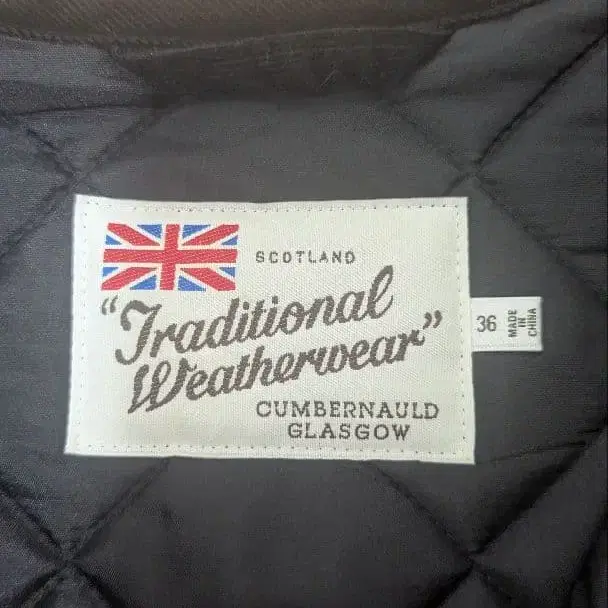 SCOTLAND
"Traditional
Weatherwear"
CUMBERNAULD
GLASGOW
36
MADE
IN
CHINA